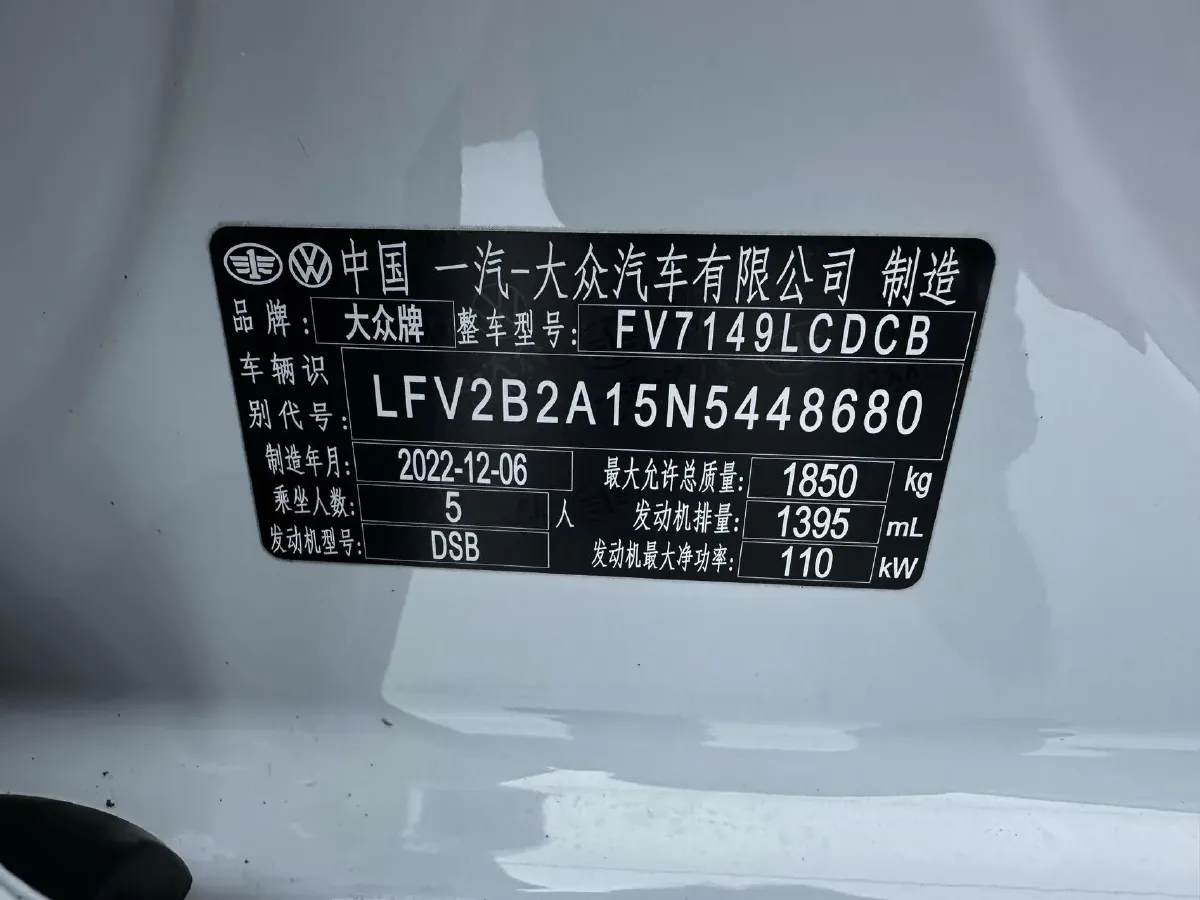 中国 一汽-大众汽车有限公司 制造
品牌: 大众牌 整车型号: FV7149LCDCB
车辆识别代号: LFV2B2A15N5448680
制造年月: 2022-12-06 最大允许总质量: 1850 kg
乘坐人数: 5 人 发动机排量: 1395 mL
发动机型号: DSB 发动机最大净功率: 110 kW